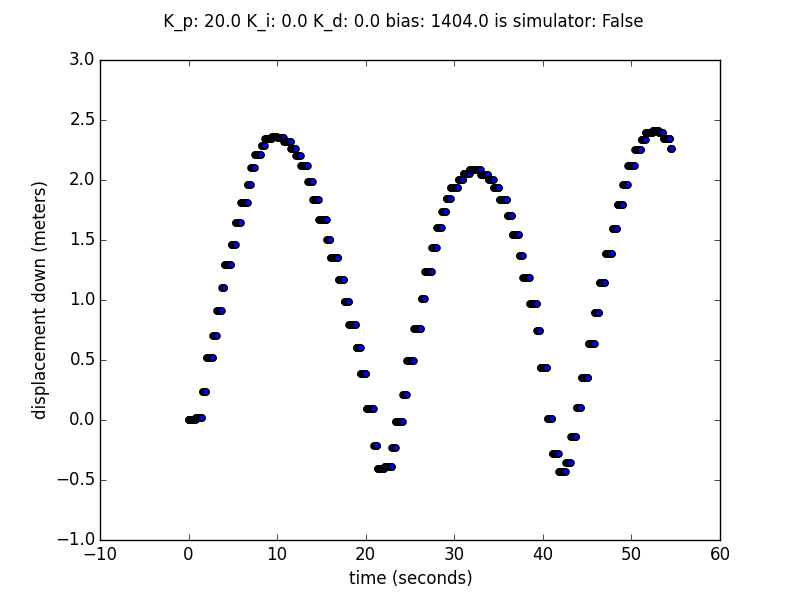 K_p: 20.0 K_i: 0.0 K_d: 0.0 bias: 1404.0 is simulator: False
3.0
2.5
2.0
1.5
1.0
0.5
0.0
−0.5
−1.0
displacement down (meters)
−10 0 10 20 30 40 50 60
time (seconds)